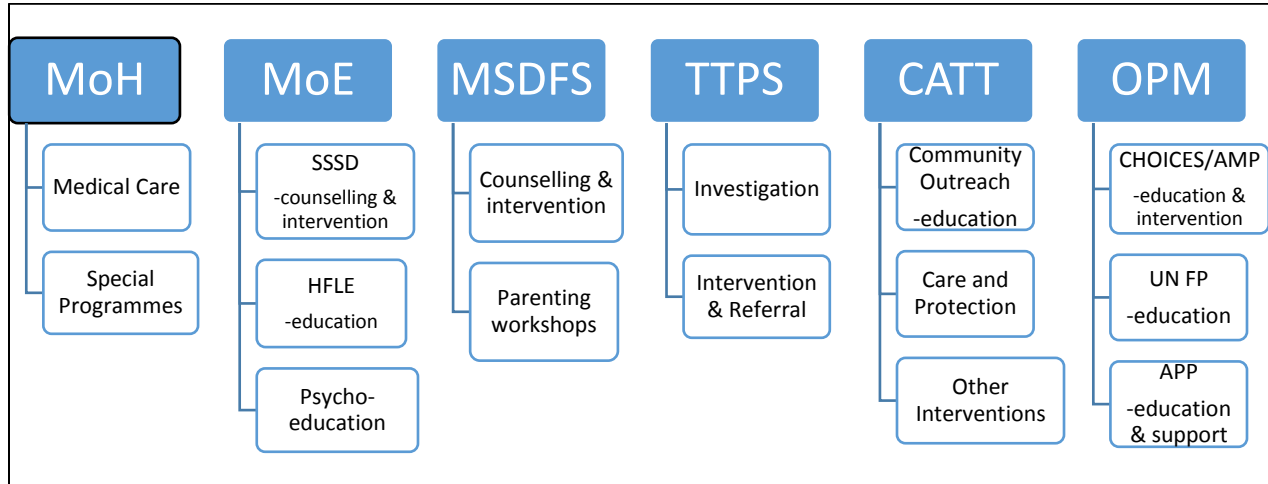 MoH
Medical Care
Special
Programmes
MoE
SSSD
-counselling &
intervention
HFLE
-education
Psycho-
education
MSDFS
Counselling &
intervention
Parenting
workshops
TTPS
Investigation
Intervention
& Referral
CATT
Community
Outreach
-education
Care and
Protection
Other
Interventions
OPM
CHOICES/AMP
-education &
intervention
UN FP
-education
APP
-education
& support